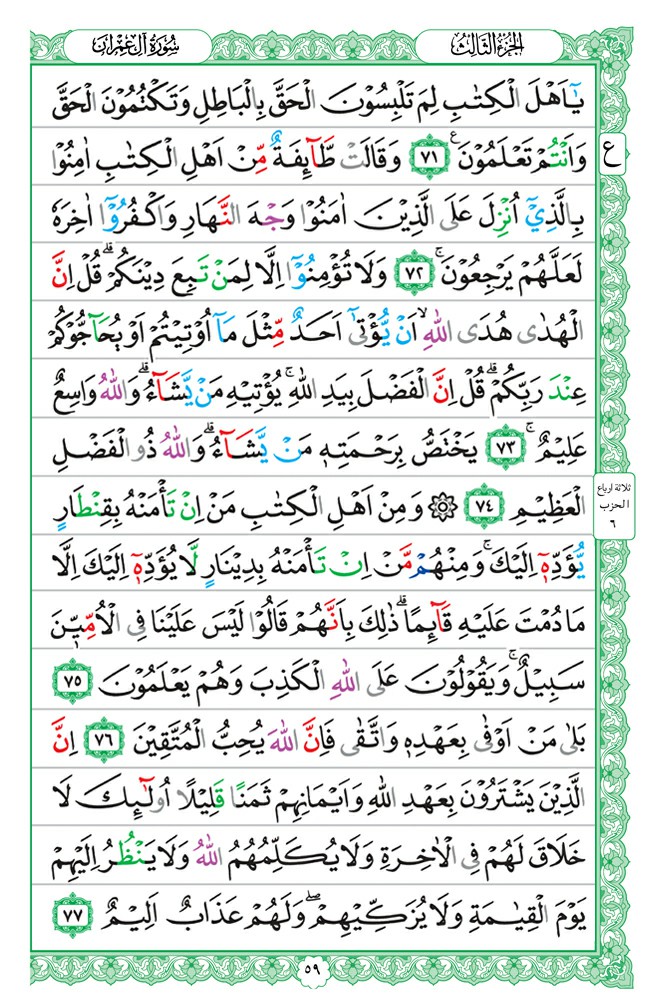 الجزء الثالث
سورة آل عمران
يٰٓاَهْلَ الْكِتٰبِ لِمَ تَلْبِسُوْنَ الْحَقَّ بِالْبَاطِلِ وَتَكْتُمُوْنَ الْحَقَّ
وَاَنْتُمْ تَعْلَمُوْنَ ࣖ ٧١ وَقَالَتْ طَّآئِفَةٌ مِّنْ اَهْلِ الْكِتٰبِ اٰمِنُوْا
ع
بِالَّذِيْٓ اُنْزِلَ عَلَى الَّذِيْنَ اٰمَنُوْا وَجْهَ النَّهَارِ وَاكْفُرُوْٓا اٰخِرَهٗ
لَعَلَّهُمْ يَرْجِعُوْنَ ۚ ٧٢ وَلَا تُؤْمِنُوْٓا اِلَّا لِمَنْ تَبِعَ دِيْنَكُمْ ۗ قُلْ اِنَّ
الْهُدٰى هُدَى اللّٰهِ ۙ اَنْ يُّؤْتٰىٓ اَحَدٌ مِّثْلَ مَآ اُوْتِيْتُمْ اَوْ يُحَآجُّوْكُمْ
عِنْدَ رَبِّكُمْ ۗ قُلْ اِنَّ الْفَضْلَ بِيَدِ اللّٰهِ ۚ يُؤْتِيْهِ مَنْ يَّشَآءُ ۗ وَاللّٰهُ وَاسِعٌ
عَلِيْمٌ ۚ ٧٣ يَخْتَصُّ بِرَحْمَتِهٖ مَنْ يَّشَآءُ ۗ وَاللّٰهُ ذُو الْفَضْلِ
الْعَظِيْمِ ٧٤ ۞ وَمِنْ اَهْلِ الْكِتٰبِ مَنْ اِنْ تَأْمَنْهُ بِقِنْطَارٍ
ثلاثة ارباع
الحزب
٦
يُّؤَدِّهٖٓ اِلَيْكَ ۚ وَمِنْهُمْ مَّنْ اِنْ تَأْمَنْهُ بِدِيْنَارٍ لَّا يُؤَدِّهٖٓ اِلَيْكَ اِلَّا
مَا دُمْتَ عَلَيْهِ قَآئِمًا ۗ ذٰلِكَ بِاَنَّهُمْ قَالُوْا لَيْسَ عَلَيْنَا فِى الْاُمِّيّٖنَ
سَبِيْلٌ ۚ وَيَقُوْلُوْنَ عَلَى اللّٰهِ الْكَذِبَ وَهُمْ يَعْلَمُوْنَ ٧٥
بَلٰى مَنْ اَوْفٰى بِعَهْدِهٖ وَاتَّقٰى فَاِنَّ اللّٰهَ يُحِبُّ الْمُتَّقِيْنَ ٧٦ اِنَّ
الَّذِيْنَ يَشْتَرُوْنَ بِعَهْدِ اللّٰهِ وَاَيْمَانِهِمْ ثَمَنًا قَلِيْلًا اُولٰٓئِكَ لَا
خَلَاقَ لَهُمْ فِى الْاٰخِرَةِ وَلَا يُكَلِّمُهُمُ اللّٰهُ وَلَا يَنْظُرُ اِلَيْهِمْ
يَوْمَ الْقِيٰمَةِ وَلَا يُزَكِّيْهِمْ ۖ وَلَهُمْ عَذَابٌ اَلِيْمٌ ٧٧
٥٩